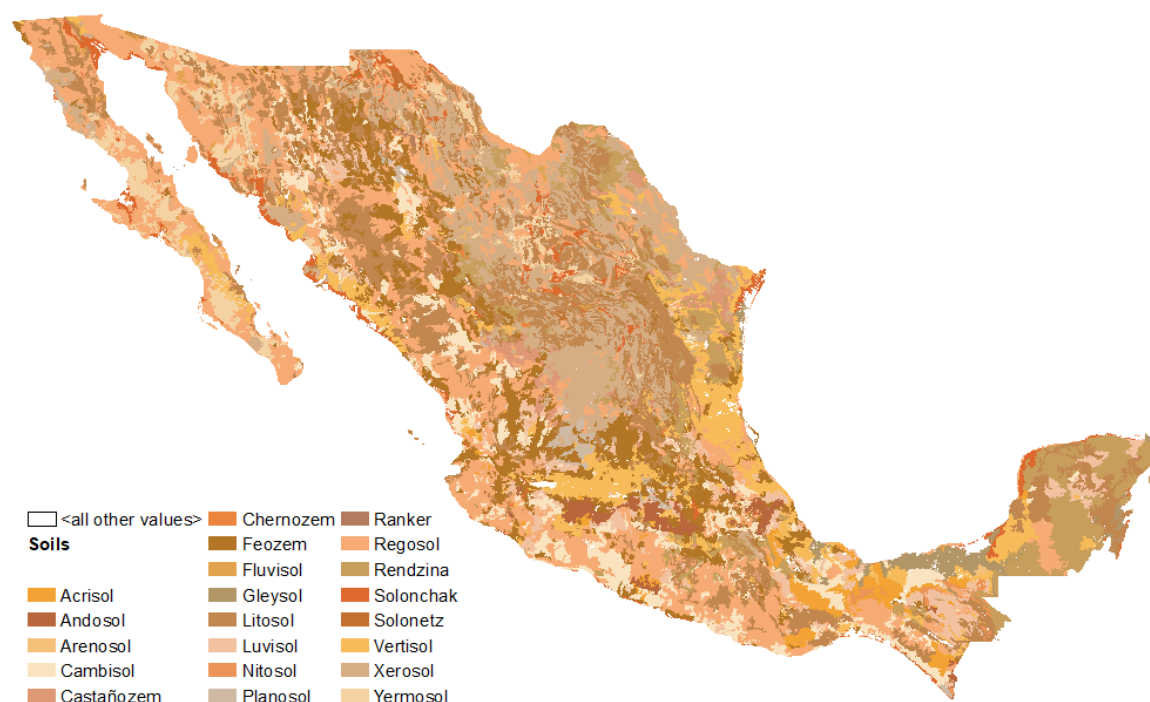 <all other values>
Soils
Acrisol
Andosol
Arenosol
Cambisol
Castañozem
Chernozem
Feozem
Fluvisol
Gleysol
Litosol
Luvisol
Nitosol
Planosol
Ranker
Regosol
Rendzina
Solonchak
Solonetz
Vertisol
Xerosol
Yermosol